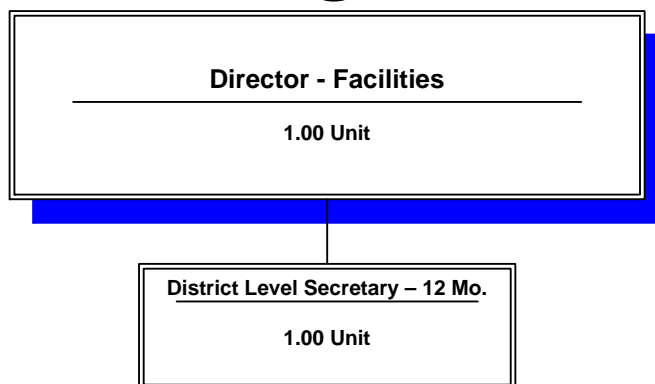 Director - Facilities
1.00 Unit
District Level Secretary – 12 Mo.
1.00 Unit